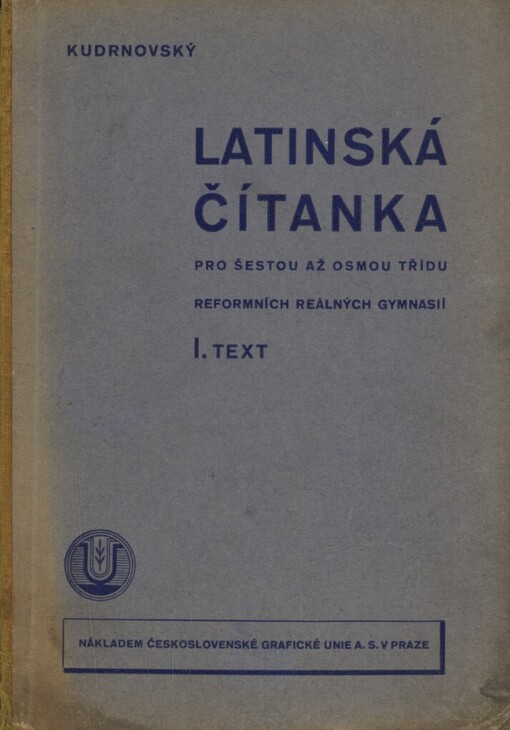 KUDRNOVSKÝ
LATINSKÁ
ČÍTANKA
PRO ŠESTOU AŽ OSMOU TŘÍDU
REFORMNÍCH REÁLNÝCH GYMNASIÍ
I. TEXT
U
NÁKLADEM ČESKOSLOVENSKÉ GRAFICKÉ UNIE A. S. V PRAZE